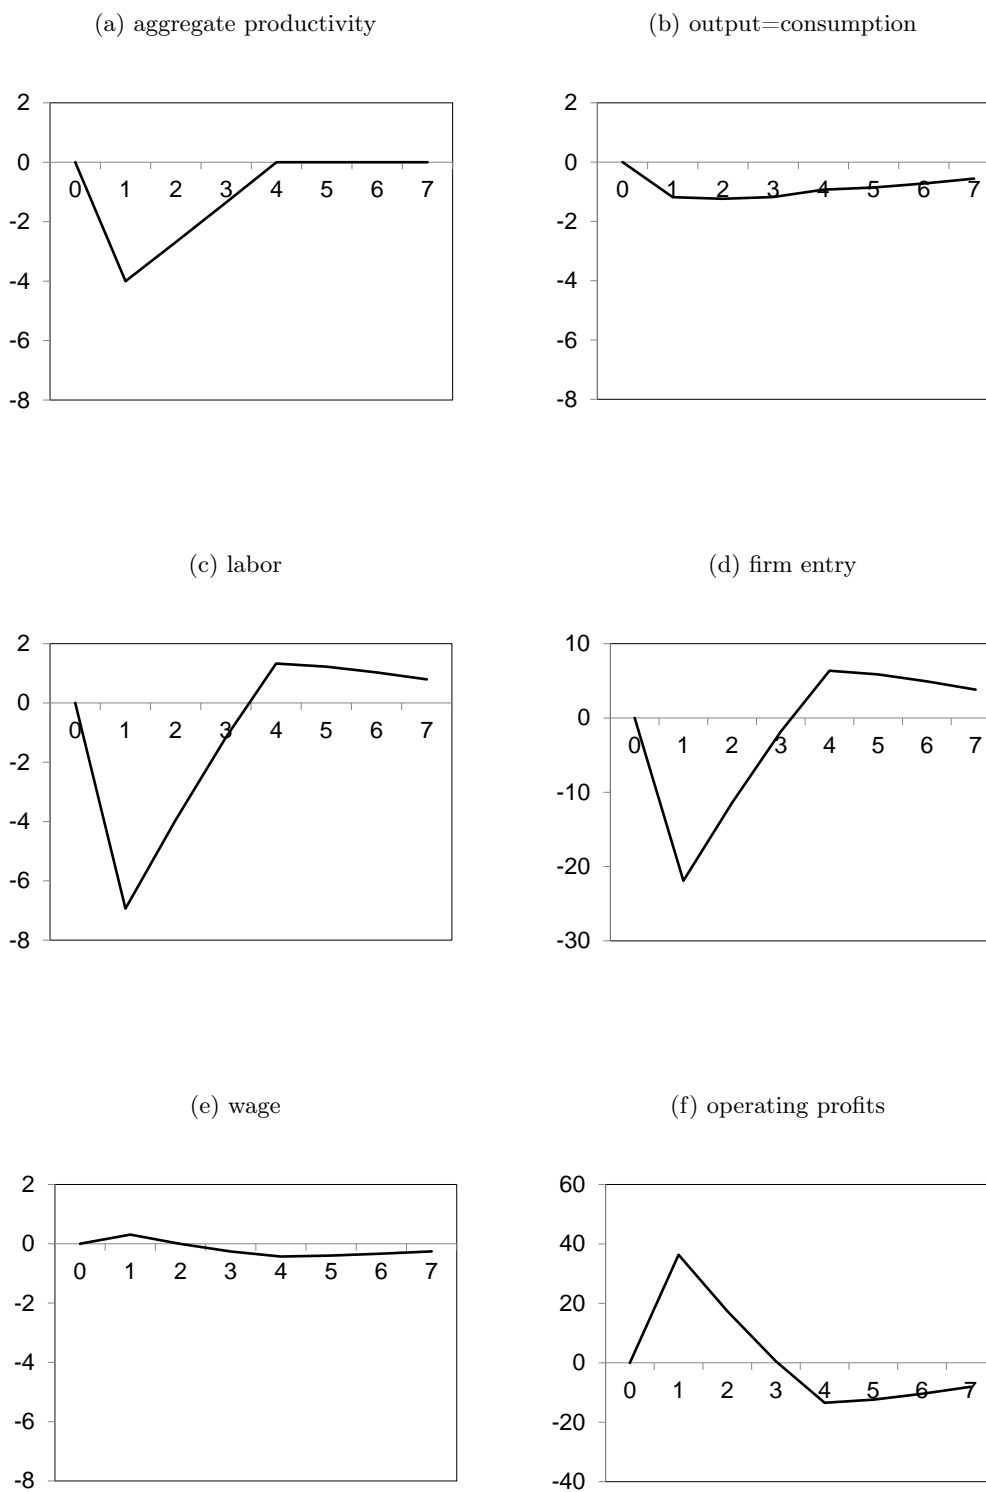 (a) aggregate productivity
2
0
-2
-4
-6
-8
0 1 2 3 4 5 6 7
(b) output=consumption
2
0
-2
-4
-6
-8
0 1 2 3 4 5 6 7
(c) labor
2
0
-2
-4
-6
-8
0 1 2 3 4 5 6 7
(d) firm entry
10
0
-10
-20
-30
0 1 2 3 4 5 6 7
(e) wage
2
0
-2
-4
-6
-8
0 1 2 3 4 5 6 7
(f) operating profits
60
40
20
0
-20
-40
0 1 2 3 4 5 6 7